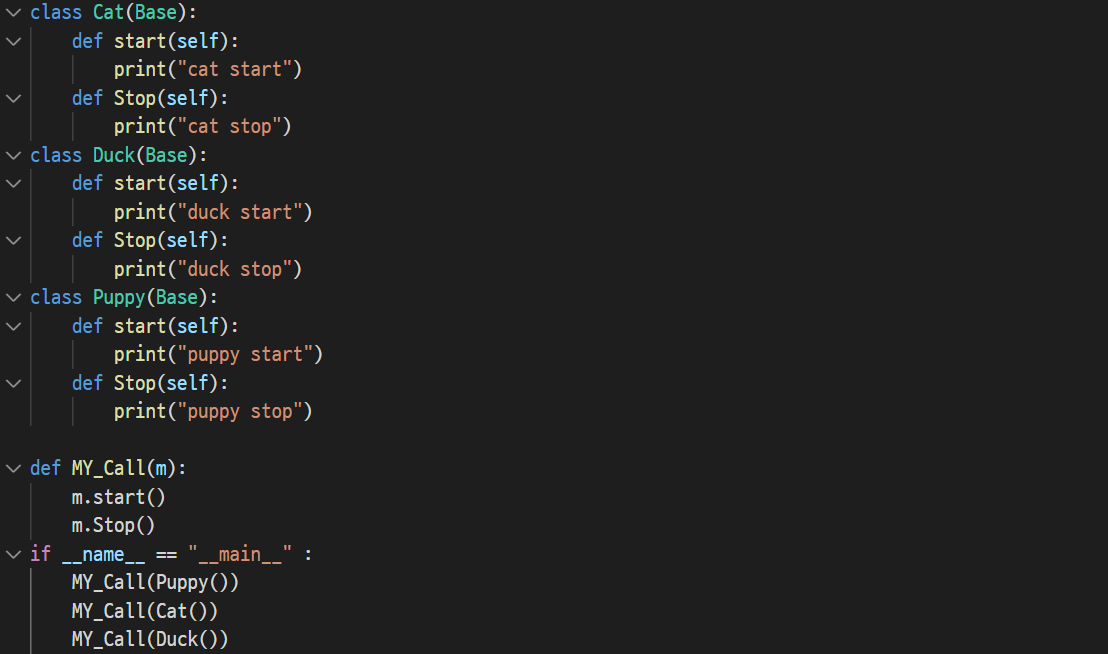 class Cat(Base):
    def start(self):
        print("cat start")
    def Stop(self):
        print("cat stop")
class Duck(Base):
    def start(self):
        print("duck start")
    def Stop(self):
        print("duck stop")
class Puppy(Base):
    def start(self):
        print("puppy start")
    def Stop(self):
        print("puppy stop")

def MY_Call(m):
    m.start()
    m.Stop()
if __name__ == "__main__" :
    MY_Call(Puppy())
    MY_Call(Cat())
    MY_Call(Duck())